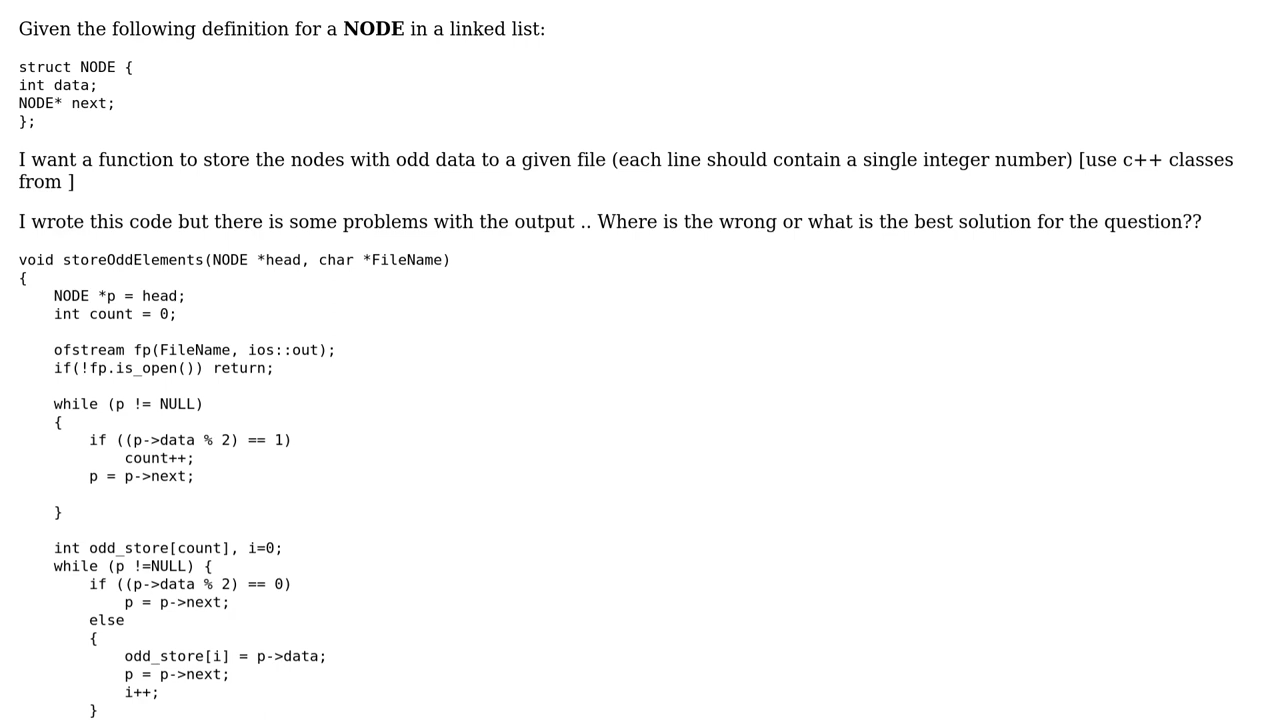 Given the following definition for a NODE in a linked list:
struct NODE {
int data;
NODE* next;
};
I want a function to store the nodes with odd data to a given file (each line should contain a single integer number) [use c++ classes
from ]
I wrote this code but there is some problems with the output .. Where is the wrong or what is the best solution for the question??
void storeOddElements(NODE *head, char *FileName)
{
    NODE *p = head;
    int count = 0;

    ofstream fp(FileName, ios::out);
    if(!fp.is_open()) return;

    while (p != NULL)
    {
        if ((p->data % 2) == 1)
            count++;
        p = p->next;

    }

    int odd_store[count], i=0;
    while (p !=NULL) {
        if ((p->data % 2) == 0)
            p = p->next;
        else
        {
            odd_store[i] = p->data;
            p = p->next;
            i++;
        }